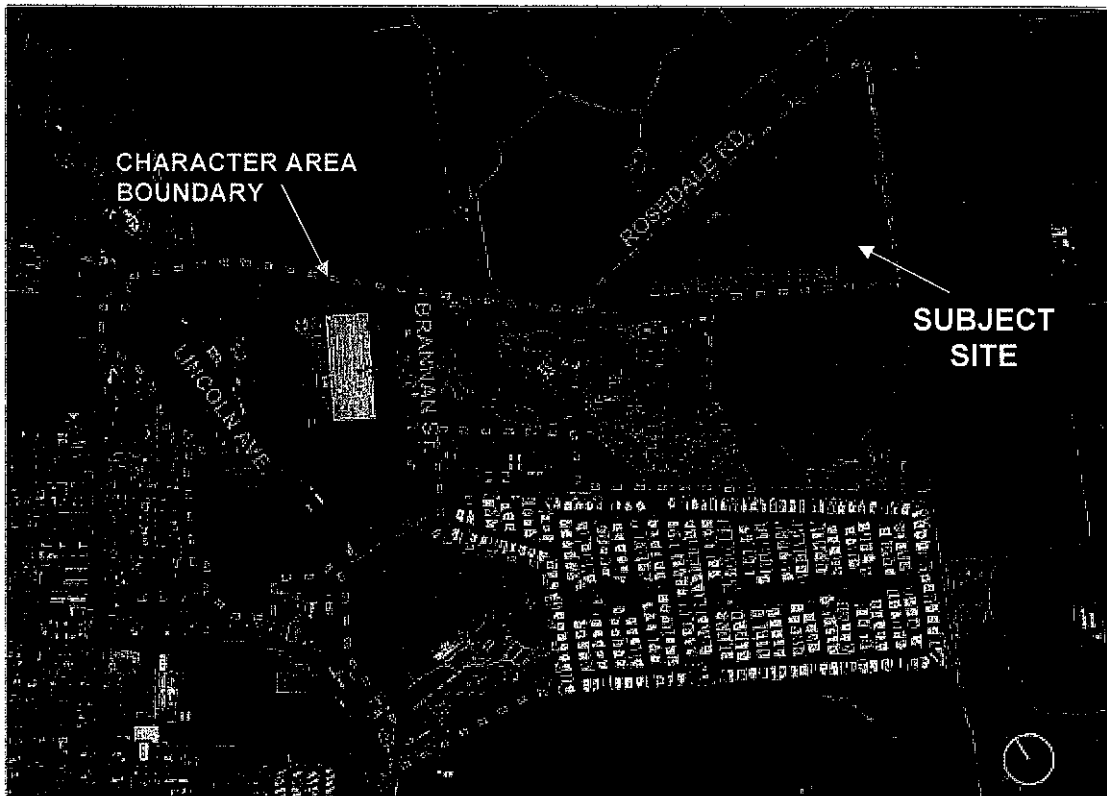 CHARACTER AREA
BOUNDARY
ROSEDALE RD.
SUBJECT
SITE
BRANNAN ST.
LINCOLN AVE